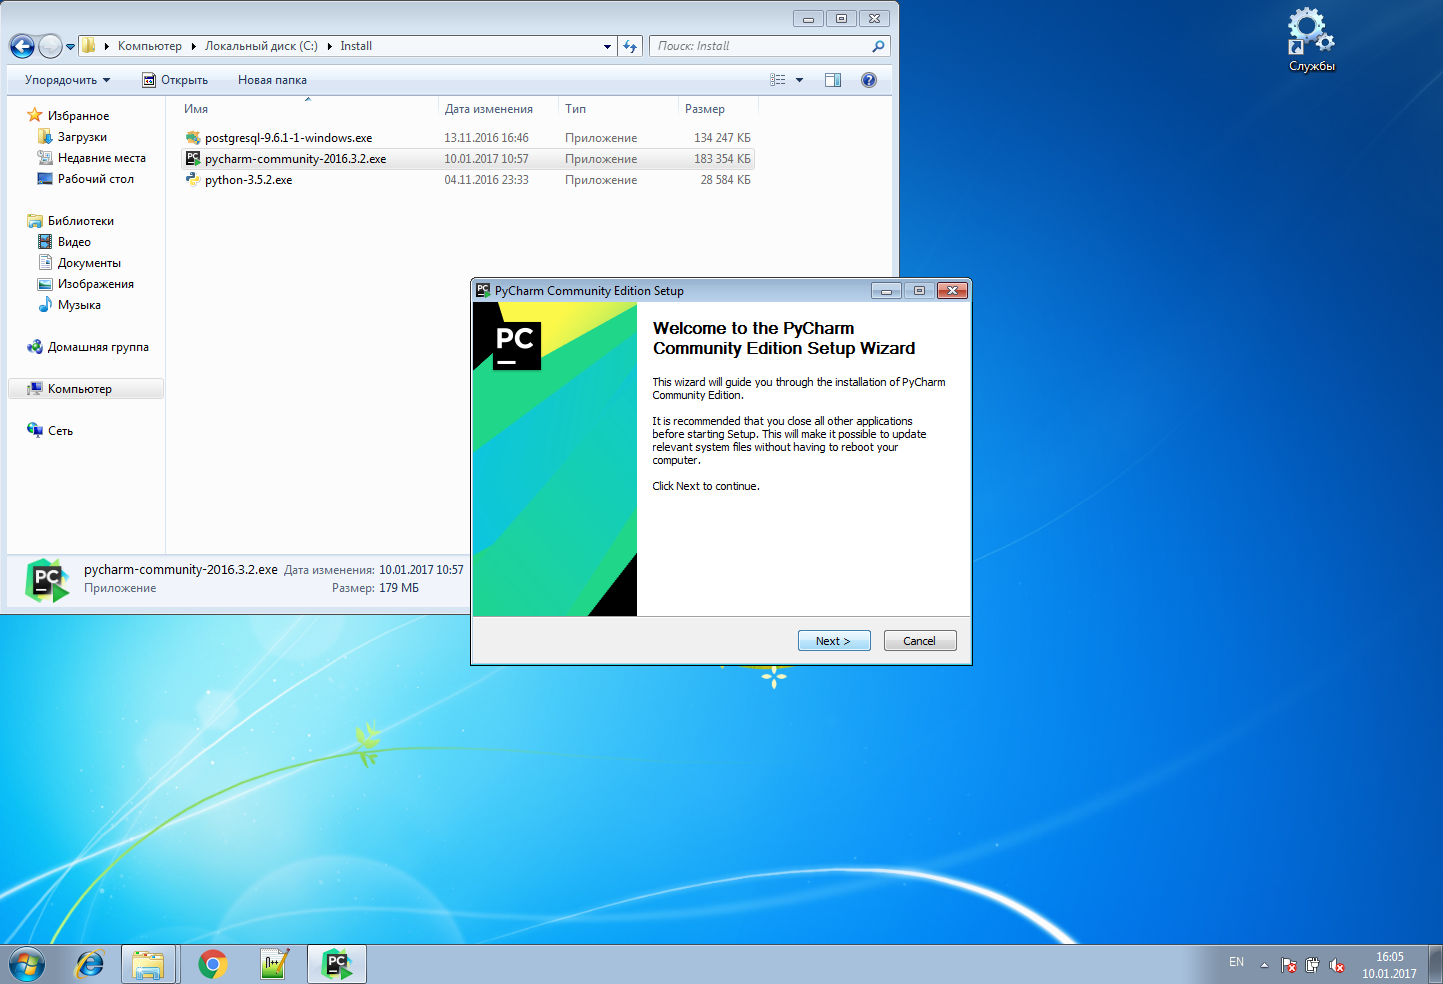 Компьютер
Локальный диск (C:)
Install
Поиск: Install
Упорядочить
Открыть
Новая папка
Имя
Дата изменения
Тип
Размер
postgresql-9.6.1-1-windows.exe 13.11.2016 16:46 Приложение 134 247 КБ
pycharm-community-2016.3.2.exe 10.01.2017 10:57 Приложение 183 354 КБ
python-3.5.2.exe 04.11.2016 23:33 Приложение 28 584 КБ
Избранное
Загрузки
Недавние места
Рабочий стол
Библиотеки
Видео
Документы
Изображения
Музыка
Домашняя группа
Компьютер
Сеть
pycharm-community-2016.3.2.exe Дата изменения: 10.01.2017 10:57
Приложение Размер: 179 МБ
PC
PyCharm Community Edition Setup
PC
Welcome to the PyCharm
Community Edition Setup Wizard
This wizard will guide you through the installation of PyCharm
Community Edition.
It is recommended that you close all other applications
before starting Setup. This will make it possible to update
relevant system files without having to reboot your
computer.
Click Next to continue.
Next >
Cancel
Службы
PC
EN
16:05
10.01.2017